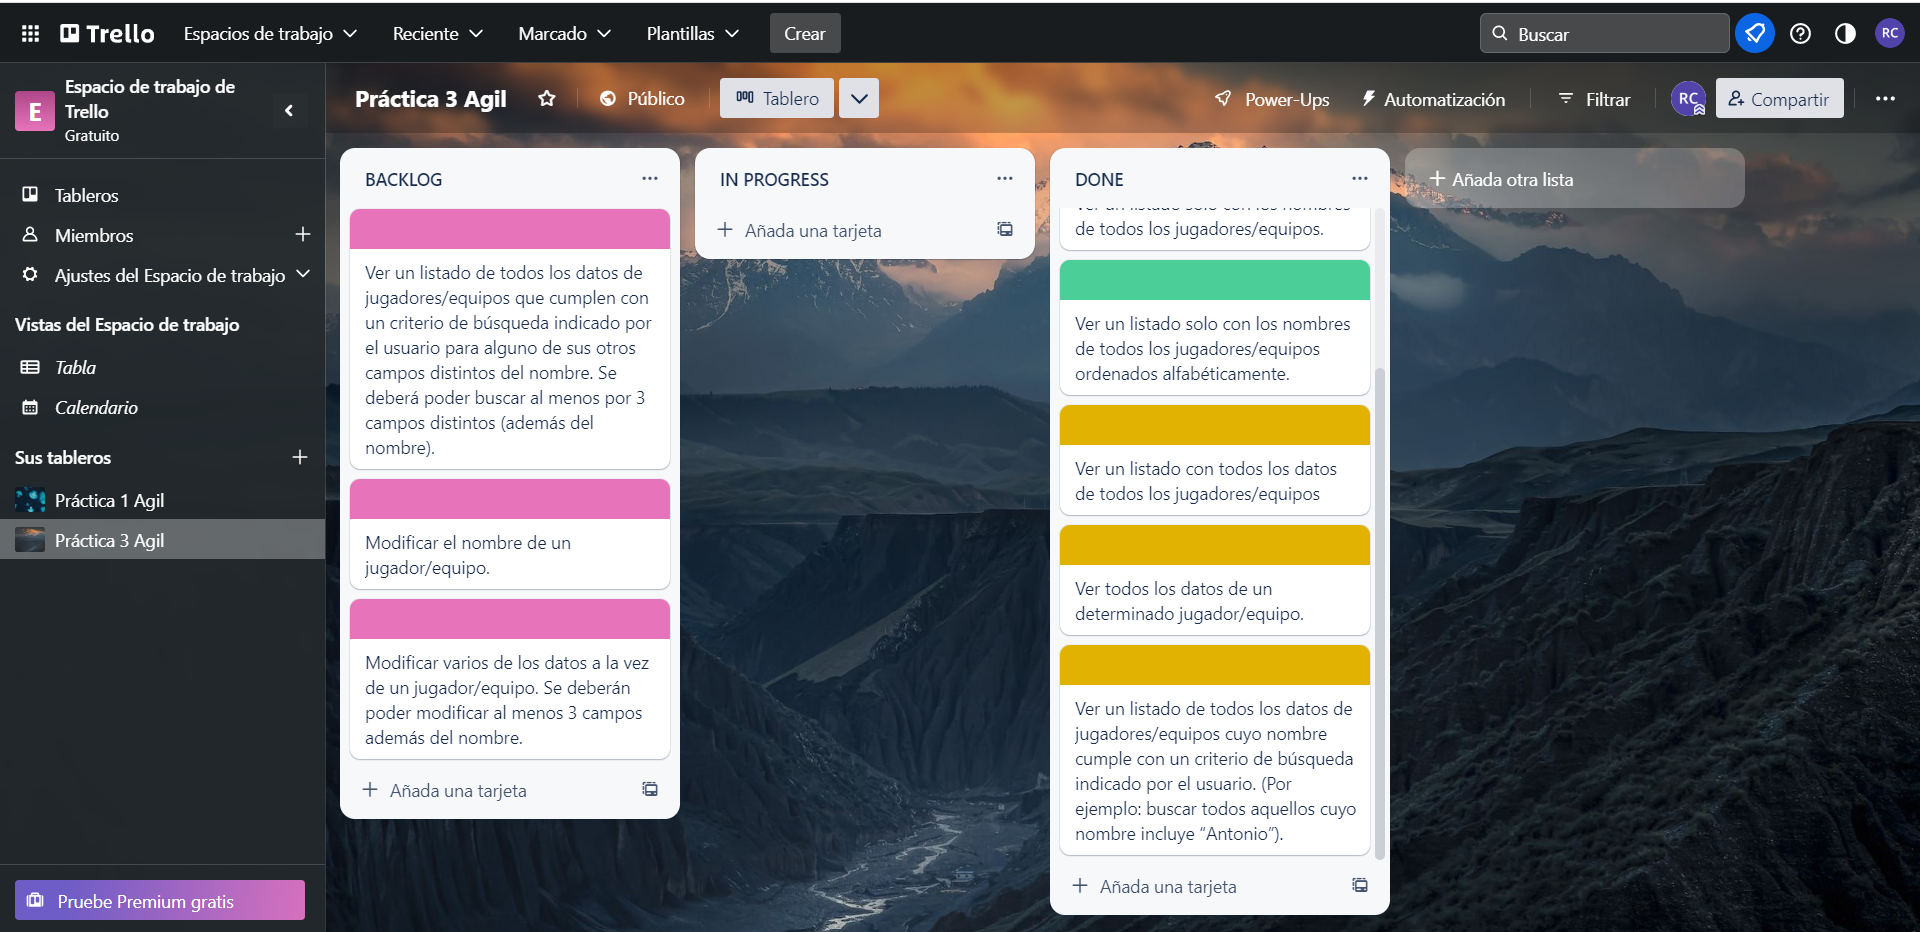 Trello
Espacios de trabajo
Reciente
Marcado
Plantillas
Crear
Buscar
RC
E
Espacio de trabajo de
Trello
Gratuito
Práctica 3 Agil
Público
Tablero
Power-Ups
Automatización
Filtrar
RC
Compartir
Tableros
Miembros
Ajustes del Espacio de trabajo
Vistas del Espacio de trabajo
Tabla
Calendario
Sus tableros
Práctica 1 Agil
Práctica 3 Agil
Pruebe Premium gratis
BACKLOG
Ver un listado de todos los datos de
jugadores/equipos que cumplen con
un criterio de búsqueda indicado por
el usuario para alguno de sus otros
campos distintos del nombre. Se
deberá poder buscar al menos por 3
campos distintos (además del
nombre).
Modificar el nombre de un
jugador/equipo.
Modificar varios de los datos a la vez
de un jugador/equipo. Se deberán
poder modificar al menos 3 campos
además del nombre.
Añada una tarjeta
IN PROGRESS
Añada una tarjeta
DONE
Ver un listado solo con los nombres
de todos los jugadores/equipos.
Ver un listado solo con los nombres
de todos los jugadores/equipos
ordenados alfabéticamente.
Ver un listado con todos los datos
de todos los jugadores/equipos
Ver todos los datos de un
determinado jugador/equipo.
Ver un listado de todos los datos de
jugadores/equipos cuyo nombre
cumple con un criterio de búsqueda
indicado por el usuario. (Por
ejemplo: buscar todos aquellos cuyo
nombre incluye “Antonio”).
Añada una tarjeta
Añada otra lista